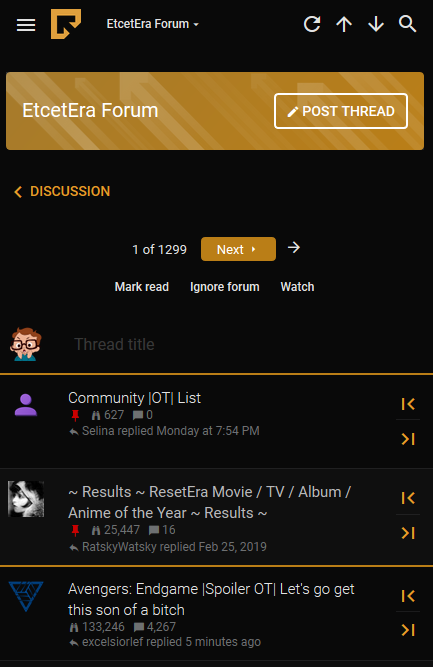 EtcetEra Forum
EtcetEra Forum
POST THREAD
DISCUSSION
1 of 1299
Next
Mark read
Ignore forum
Watch
Thread title
Community |OT| List
627 0
Selina replied Monday at 7:54 PM
~ Results ~ ResetEra Movie / TV / Album /
Anime of the Year ~ Results ~
25,447 16
RatskyWatsky replied Feb 25, 2019
Avengers: Endgame |Spoiler OT| Let's go get
this son of a bitch
133,246 4,267
excelsiorlef replied 5 minutes ago